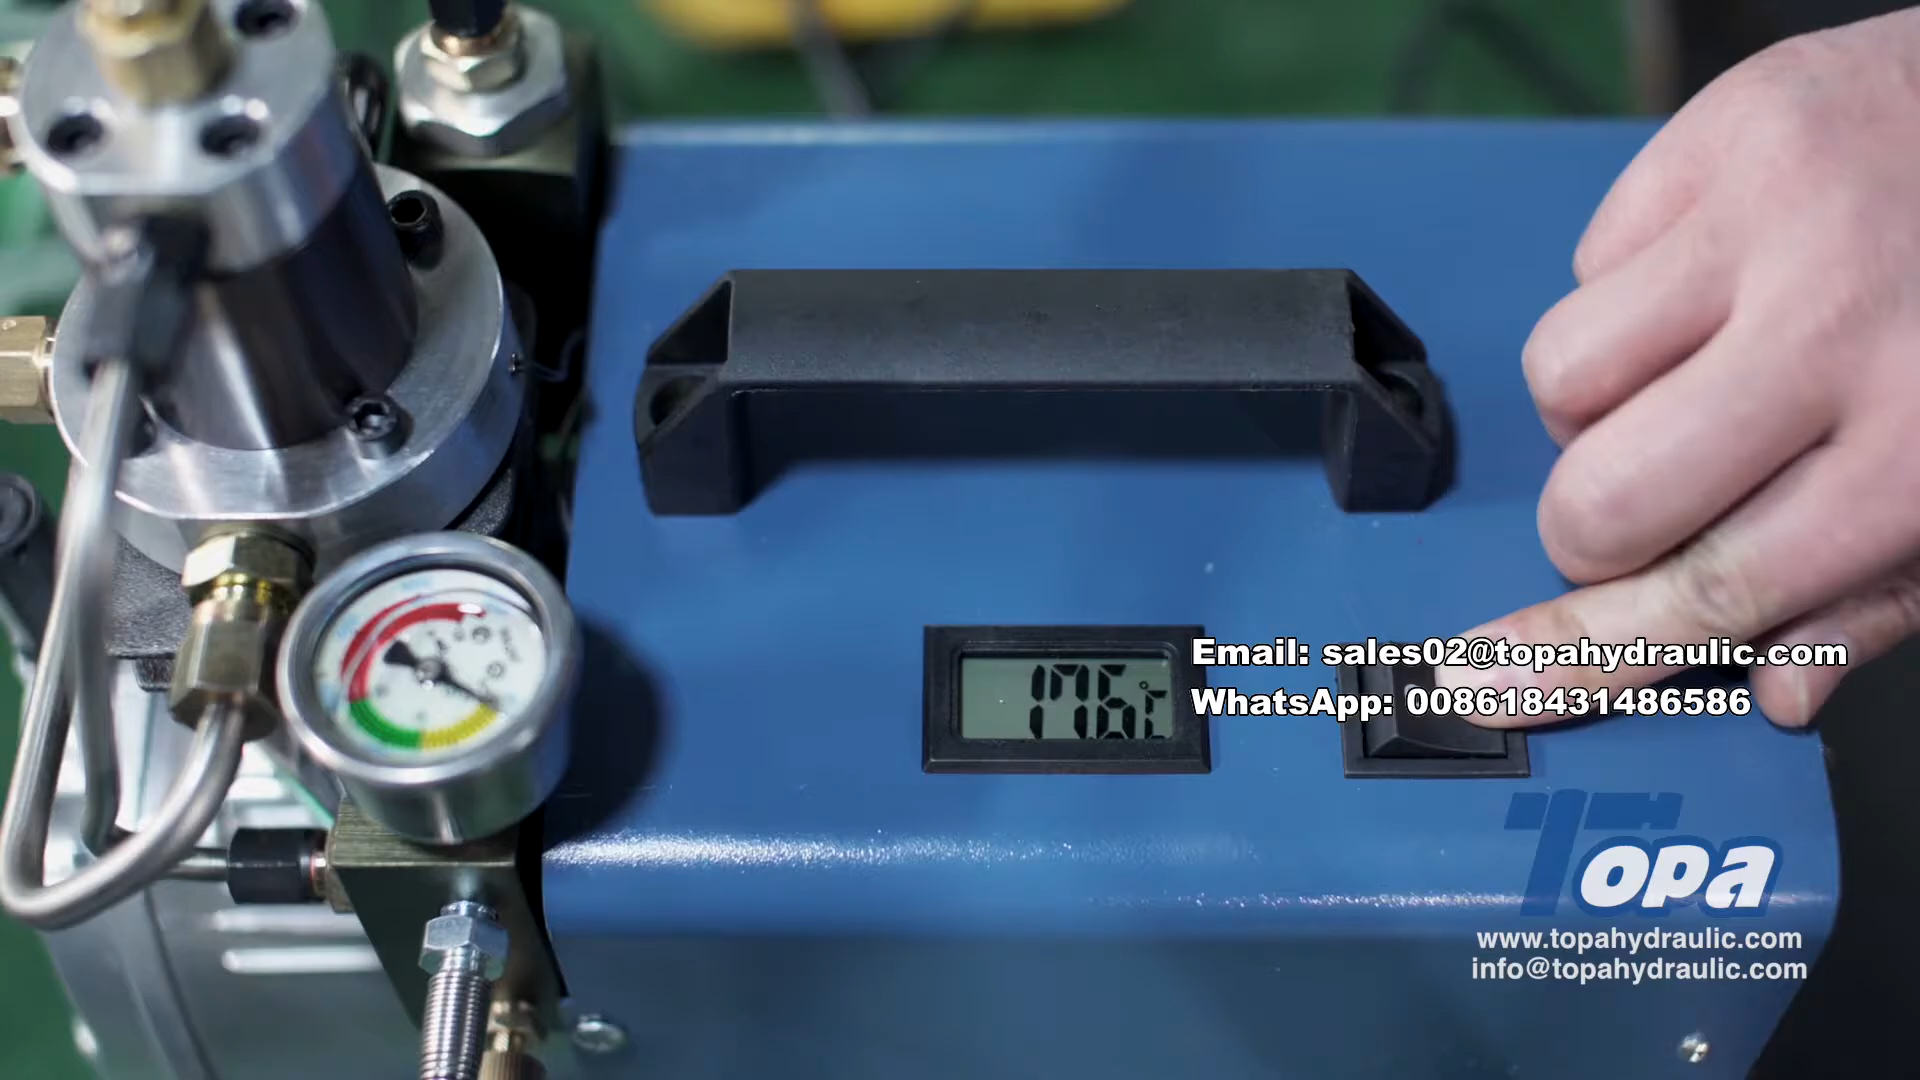 17.6℃
Email: sales02@topahydraulic.com
WhatsApp: 008618431486586
Topa
www.topahydraulic.com
info@topahydraulic.com